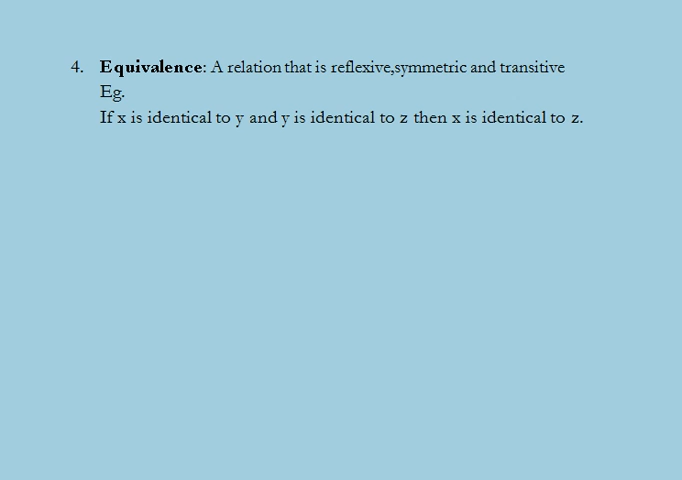 4. Equivalence: A relation that is reflexive,symmetric and transitive
Eg.
If x is identical to y and y is identical to z then x is identical to z.